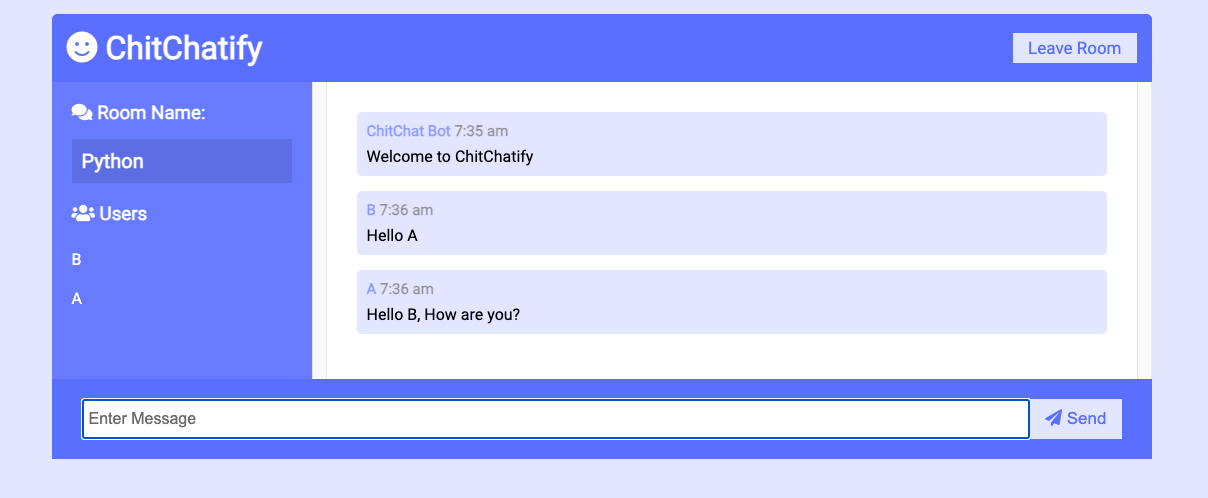 ChitChatify
Leave Room
Room Name:
Python
Users
B
A
ChitChat Bot 7:35 am
Welcome to ChitChatify
B 7:36 am
Hello A
A 7:36 am
Hello B, How are you?
Enter Message
Send